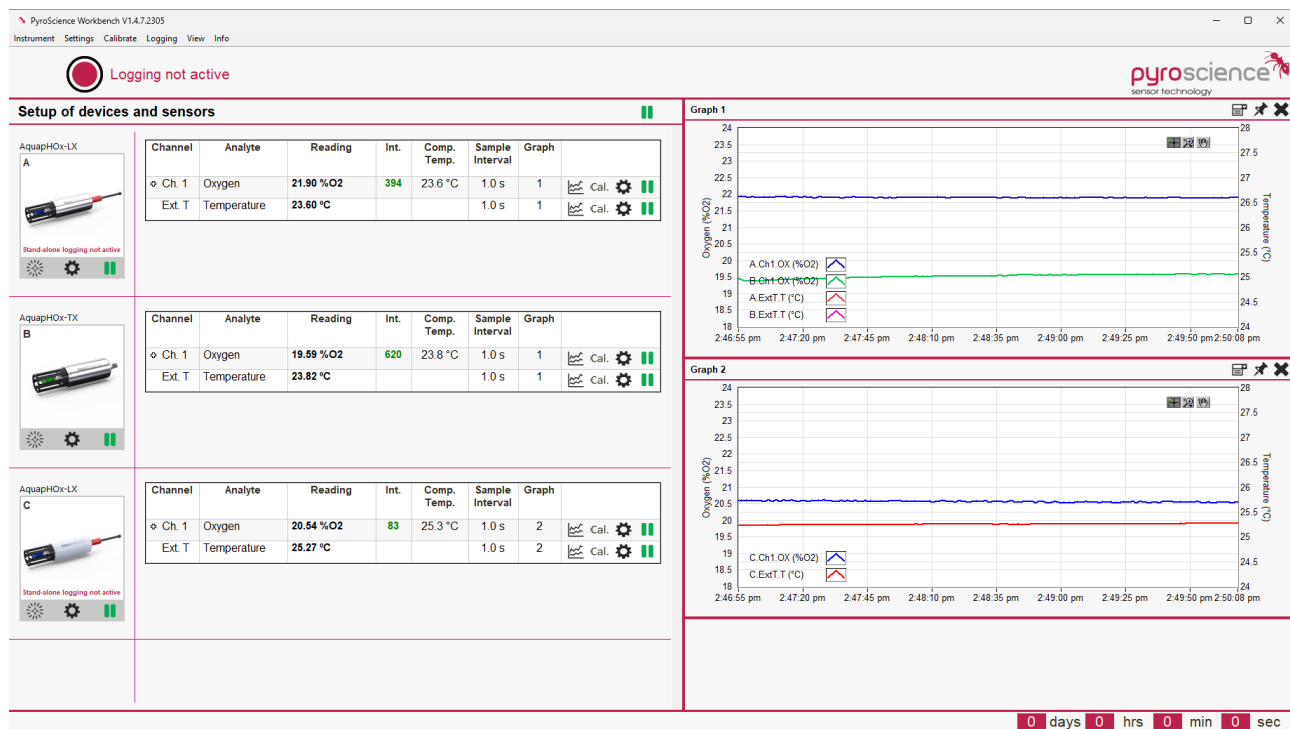 PyroScience Workbench V1.4.7.2305
Instrument Settings Calibrate Logging View Info
Logging not active
pyroscience
sensor technology
Setup of devices and sensors
AquapHOx-LX
A
Stand-alone logging not active
Channel Analyte Reading Int. Comp. Temp. Sample Interval Graph
Ch. 1 Oxygen 21.90 %O2 394 23.6 °C 1.0 s 1 Cal.
Ext. T Temperature 23.60 °C 1.0 s 1 Cal.
AquapHOx-TX
B
Channel Analyte Reading Int. Comp. Temp. Sample Interval Graph
Ch. 1 Oxygen 19.59 %O2 620 23.8 °C 1.0 s 1 Cal.
Ext. T Temperature 23.82 °C 1.0 s 1 Cal.
AquapHOx-LX
C
Stand-alone logging not active
Channel Analyte Reading Int. Comp. Temp. Sample Interval Graph
Ch. 1 Oxygen 20.54 %O2 83 25.3 °C 1.0 s 2 Cal.
Ext. T Temperature 25.27 °C 1.0 s 2 Cal.
Graph 1
Oxygen (%O2)
24
23.5
23
22.5
22
21.5
21
20.5
20
19.5
19
18.5
18
A.Ch1.OX (%O2)
B.Ch1.OX (%O2)
A.ExtT.T (°C)
B.ExtT.T (°C)
28
27.5
27
26.5
26
25.5
25
24.5
24
Temperature (°C)
2:46:55 pm 2:47:20 pm 2:47:45 pm 2:48:10 pm 2:48:35 pm 2:49:00 pm 2:49:25 pm 2:49:50 pm 2:50:08 pm
Graph 2
Oxygen (%O2)
24
23.5
23
22.5
22
21.5
21
20.5
20
19.5
19
18.5
18
C.Ch1.OX (%O2)
C.ExtT.T (°C)
28
27.5
27
26.5
26
25.5
25
24.5
24
Temperature (°C)
2:46:55 pm 2:47:20 pm 2:47:45 pm 2:48:10 pm 2:48:35 pm 2:49:00 pm 2:49:25 pm 2:49:50 pm 2:50:08 pm
0 days 0 hrs 0 min 0 sec